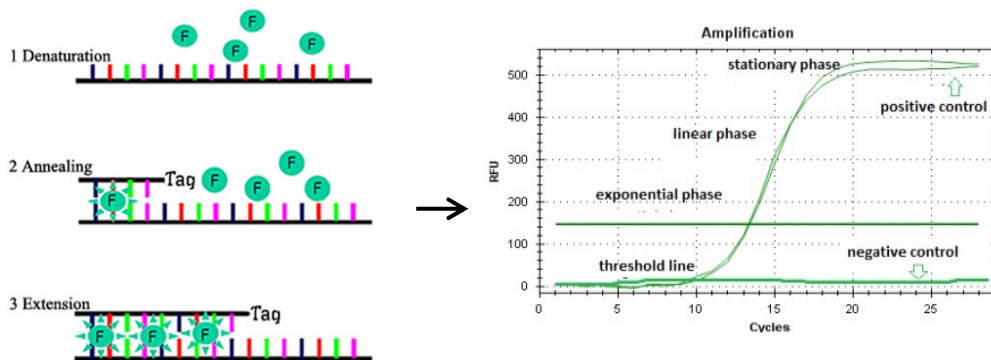 1 Denaturation
F
F
F
F
2 Annealing
Tag
F
F
F
F
F
3 Extension
Tag
F
F
F
Amplification
500
400
300
200
100
0
RFU
stationary phase
positive control
linear phase
exponential phase
negative control
threshold line
0
5
10
15
20
25
Cycles